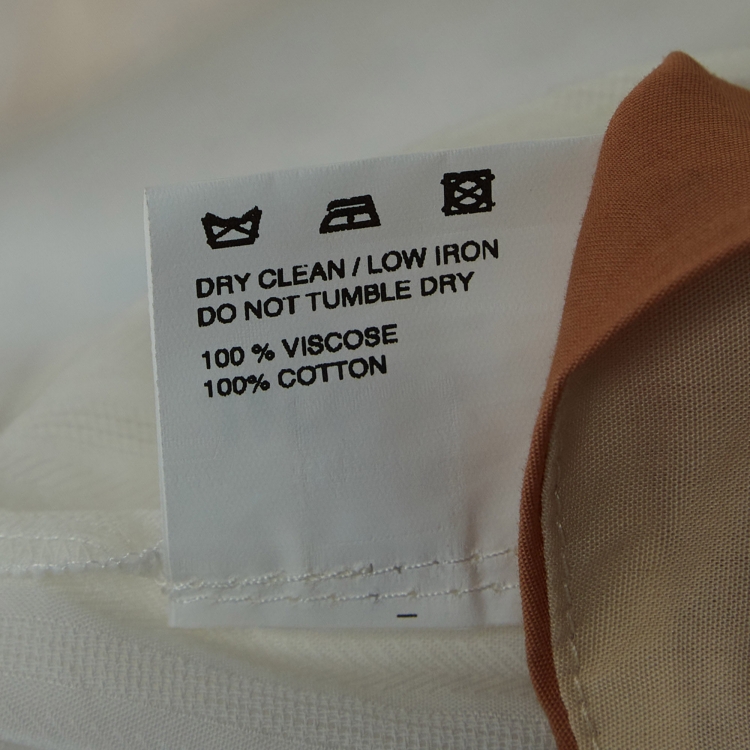 DRY CLEAN / LOW IRON
DO NOT TUMBLE DRY
100 % VISCOSE
100% COTTON